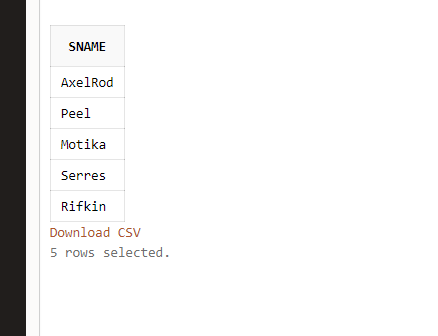 SNAME
AxelRod
Peel
Motika
Serres
Rifkin
Download CSV
5 rows selected.